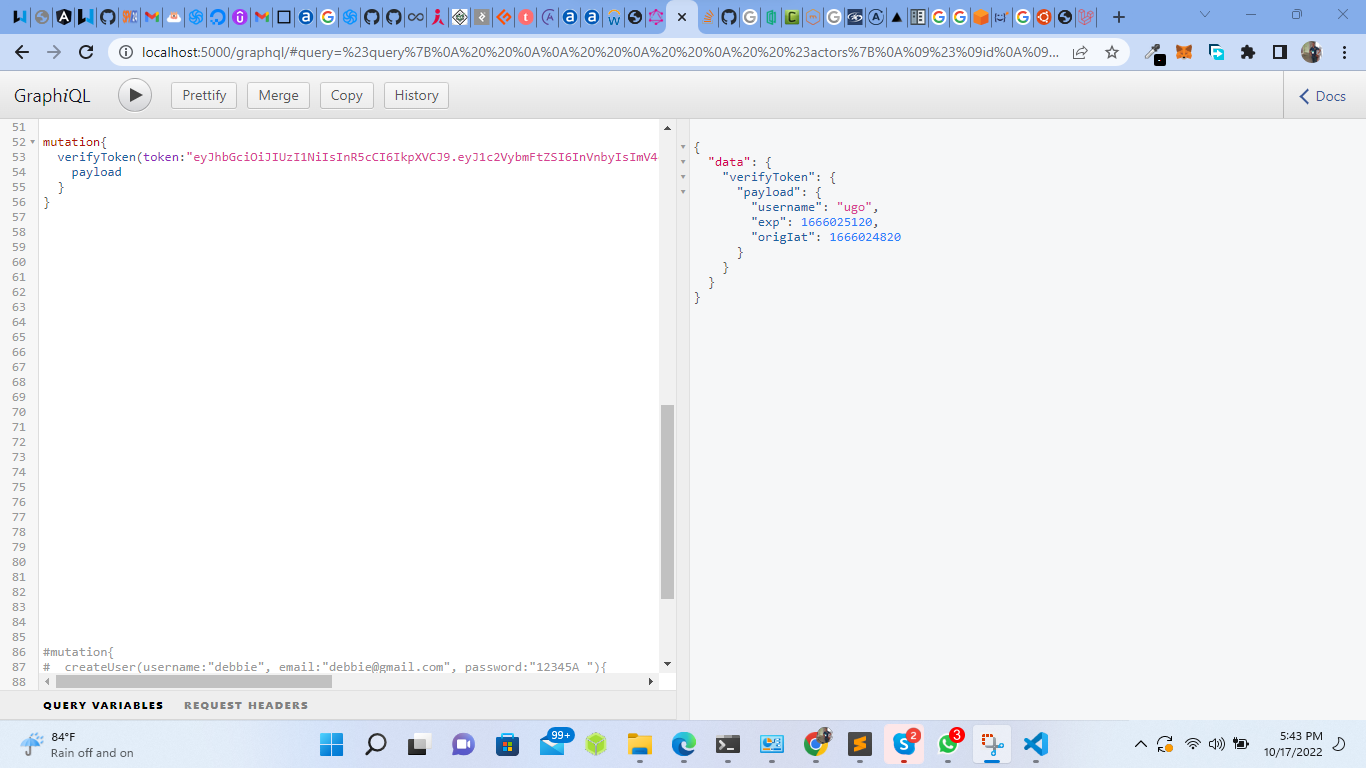 localhost:5000/graphql/#query=%23query%7B%0A%20%20%0A%0A%20%20%0A%20%20%0A%20%20%23actors%7B%0A%09%23%09id%0A%09...
GraphiQL
Prettify
Merge
Copy
History
Docs
51
52 mutation{
53 verifyToken(token:"eyJhbGciOiJIUzI1NiIsInR5cCI6IkpXVCJ9.eyJ1c2VybmFtZSI6InVnbyIsImV4
54 payload
55 }
56 }
57
58
59
60
61
62
63
64
65
66
67
68
69
70
71
72
73
74
75
76
77
78
79
80
81
82
83
84
85
86 #mutation{
87 # createUser(username:"debbie", email:"debbie@gmail.com", password:"12345A "){
88
{
"data": {
"verifyToken": {
"payload": {
"username": "ugo",
"exp": 1666025120,
"origIat": 1666024820
}
}
}
}
QUERY VARIABLES
REQUEST HEADERS
84°F
Rain off and on
99+
2
3
5:43 PM
10/17/2022